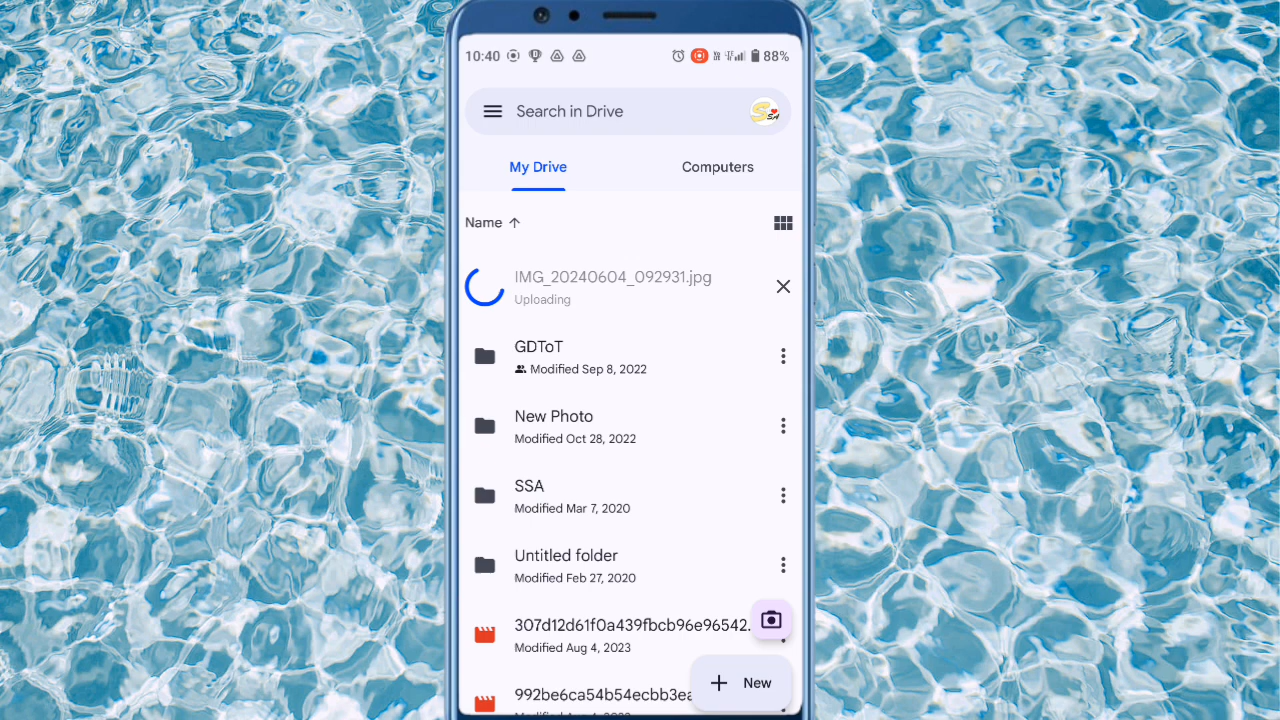 10:40
88%
Search in Drive
S
SA
My Drive
Computers
Name
IMG_20240604_092931.jpg
Uploading
GDToT
Modified Sep 8, 2022
New Photo
Modified Oct 28, 2022
SSA
Modified Mar 7, 2020
Untitled folder
Modified Feb 27, 2020
307d12d61f0a439fbcb96e96542.
Modified Aug 4, 2023
992be6ca54b54ecbb3ea
New